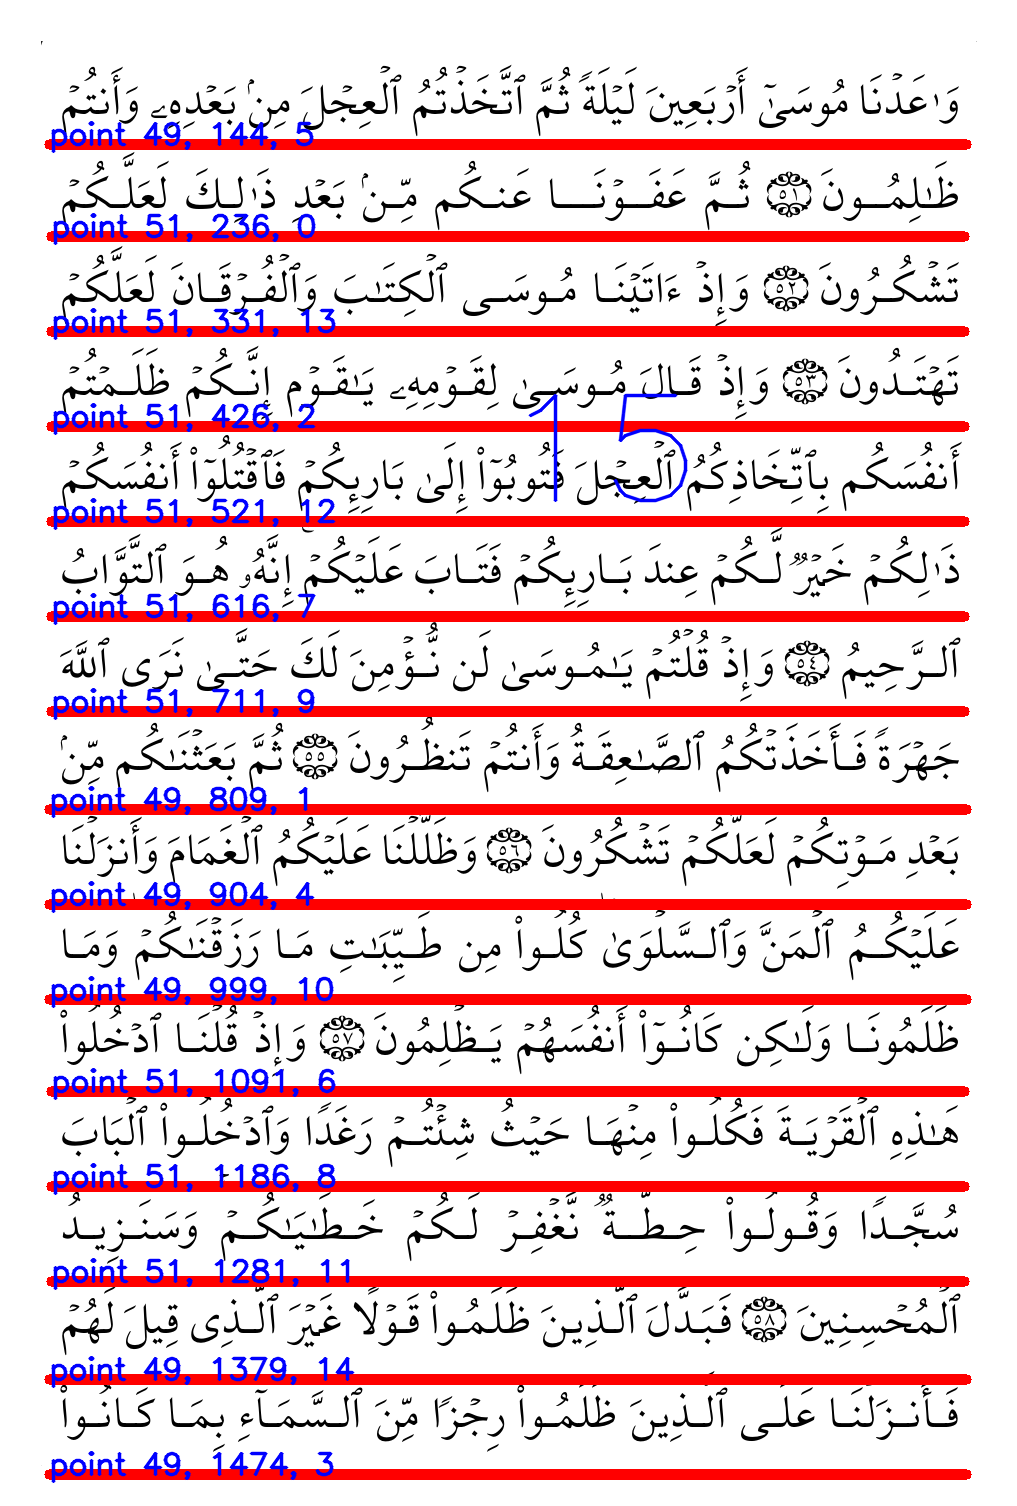 وَٰعَدۡنَا مُوسَىٰٓ أَرۡبَعِينَ لَيۡلَةٗ ثُمَّ ٱتَّخَذۡتُمُ ٱلۡعِجۡلَ مِنۢ بَعۡدِهِۦ وَأَنتُمۡ
point 49, 144, 5
ظَٰلِمُونَ ٥١ ثُمَّ عَفَوۡنَا عَنكُم مِّنۢ بَعۡدِ ذَٰلِكَ لَعَلَّكُمۡ
point 51, 236, 0
تَشۡكُرُونَ ٥٢ وَإِذۡ ءَاتَيۡنَا مُوسَى ٱلۡكِتَٰبَ وَٱلۡفُرۡقَانَ لَعَلَّكُمۡ
point 51, 331, 13
تَهۡتَدُونَ ٥٣ وَإِذۡ قَالَ مُوسَىٰ لِقَوۡمِهِۦ يَٰقَوۡمِ إِنَّكُمۡ ظَلَمۡتُمۡ
point 51, 426, 2
15
أَنفُسَكُم بِٱتِّخَاذِكُمُ ٱلۡعِجۡلَ فَتُوبُوٓاْ إِلَىٰ بَارِئِكُمۡ فَٱقۡتُلُوٓاْ أَنفُسَكُمۡ
point 51, 521, 12
ذَٰلِكُمۡ خَيۡرٞ لَّكُمۡ عِندَ بَارِئِكُمۡ فَتَابَ عَلَيۡكُمۡۚ إِنَّهُۥ هُوَ ٱلتَّوَّابُ
point 51, 616, 7
ٱلرَّحِيمُ ٥٤ وَإِذۡ قُلۡتُمۡ يَٰمُوسَىٰ لَن نُّؤۡمِنَ لَكَ حَتَّىٰ نَرَى ٱللَّهَ
point 51, 711, 9
جَهۡرَةٗ فَأَخَذَتۡكُمُ ٱلصَّٰعِقَةُ وَأَنتُمۡ تَنظُرُونَ ٥٥ ثُمَّ بَعَثۡنَٰكُم مِّنۢ
point 49, 809, 1
بَعۡدِ مَوۡتِكُمۡ لَعَلَّكُمۡ تَشۡكُرُونَ ٥٦ وَظَلَّلۡنَا عَلَيۡكُمُ ٱلۡغَمَامَ وَأَنزَلۡنَا
point 49, 904, 4
عَلَيۡكُمُ ٱلۡمَنَّ وَٱلسَّلۡوَىٰ كُلُواْ مِن طَيِّبَٰتِ مَا رَزَقۡنَٰكُمۡ وَمَا
point 49, 999, 10
ظَلَمُونَا وَلَٰكِن كَانُوٓاْ أَنفُسَهُمۡ يَظۡلِمُونَ ٥٧ وَإِذۡ قُلۡنَا ٱدۡخُلُواْ
point 51, 1091, 6
هَٰذِهِ ٱلۡقَرۡيَةَ فَكُلُواْ مِنۡهَا حَيۡثُ شِئۡتُمۡ رَغَدٗا وَٱدۡخُلُواْ ٱلۡبَابَ
point 51, 1186, 8
سُجَّدٗا وَقُولُواْ حِطَّةٞ نَّغۡفِرۡ لَكُمۡ خَطَٰيَٰكُمۡ وَسَنَزِيدُ
point 51, 1281, 11
ٱلۡمُحۡسِنِينَ ٥٨ فَبَدَّلَ ٱلَّذِينَ ظَلَمُواْ قَوۡلًا غَيۡرَ ٱلَّذِى قِيلَ لَهُمۡ
point 49, 1379, 14
فَأَنزَلۡنَا عَلَى ٱلَّذِينَ ظَلَمُواْ رِجۡزٗا مِّنَ ٱلسَّمَآءِ بِمَا كَانُواْ
point 49, 1474, 3